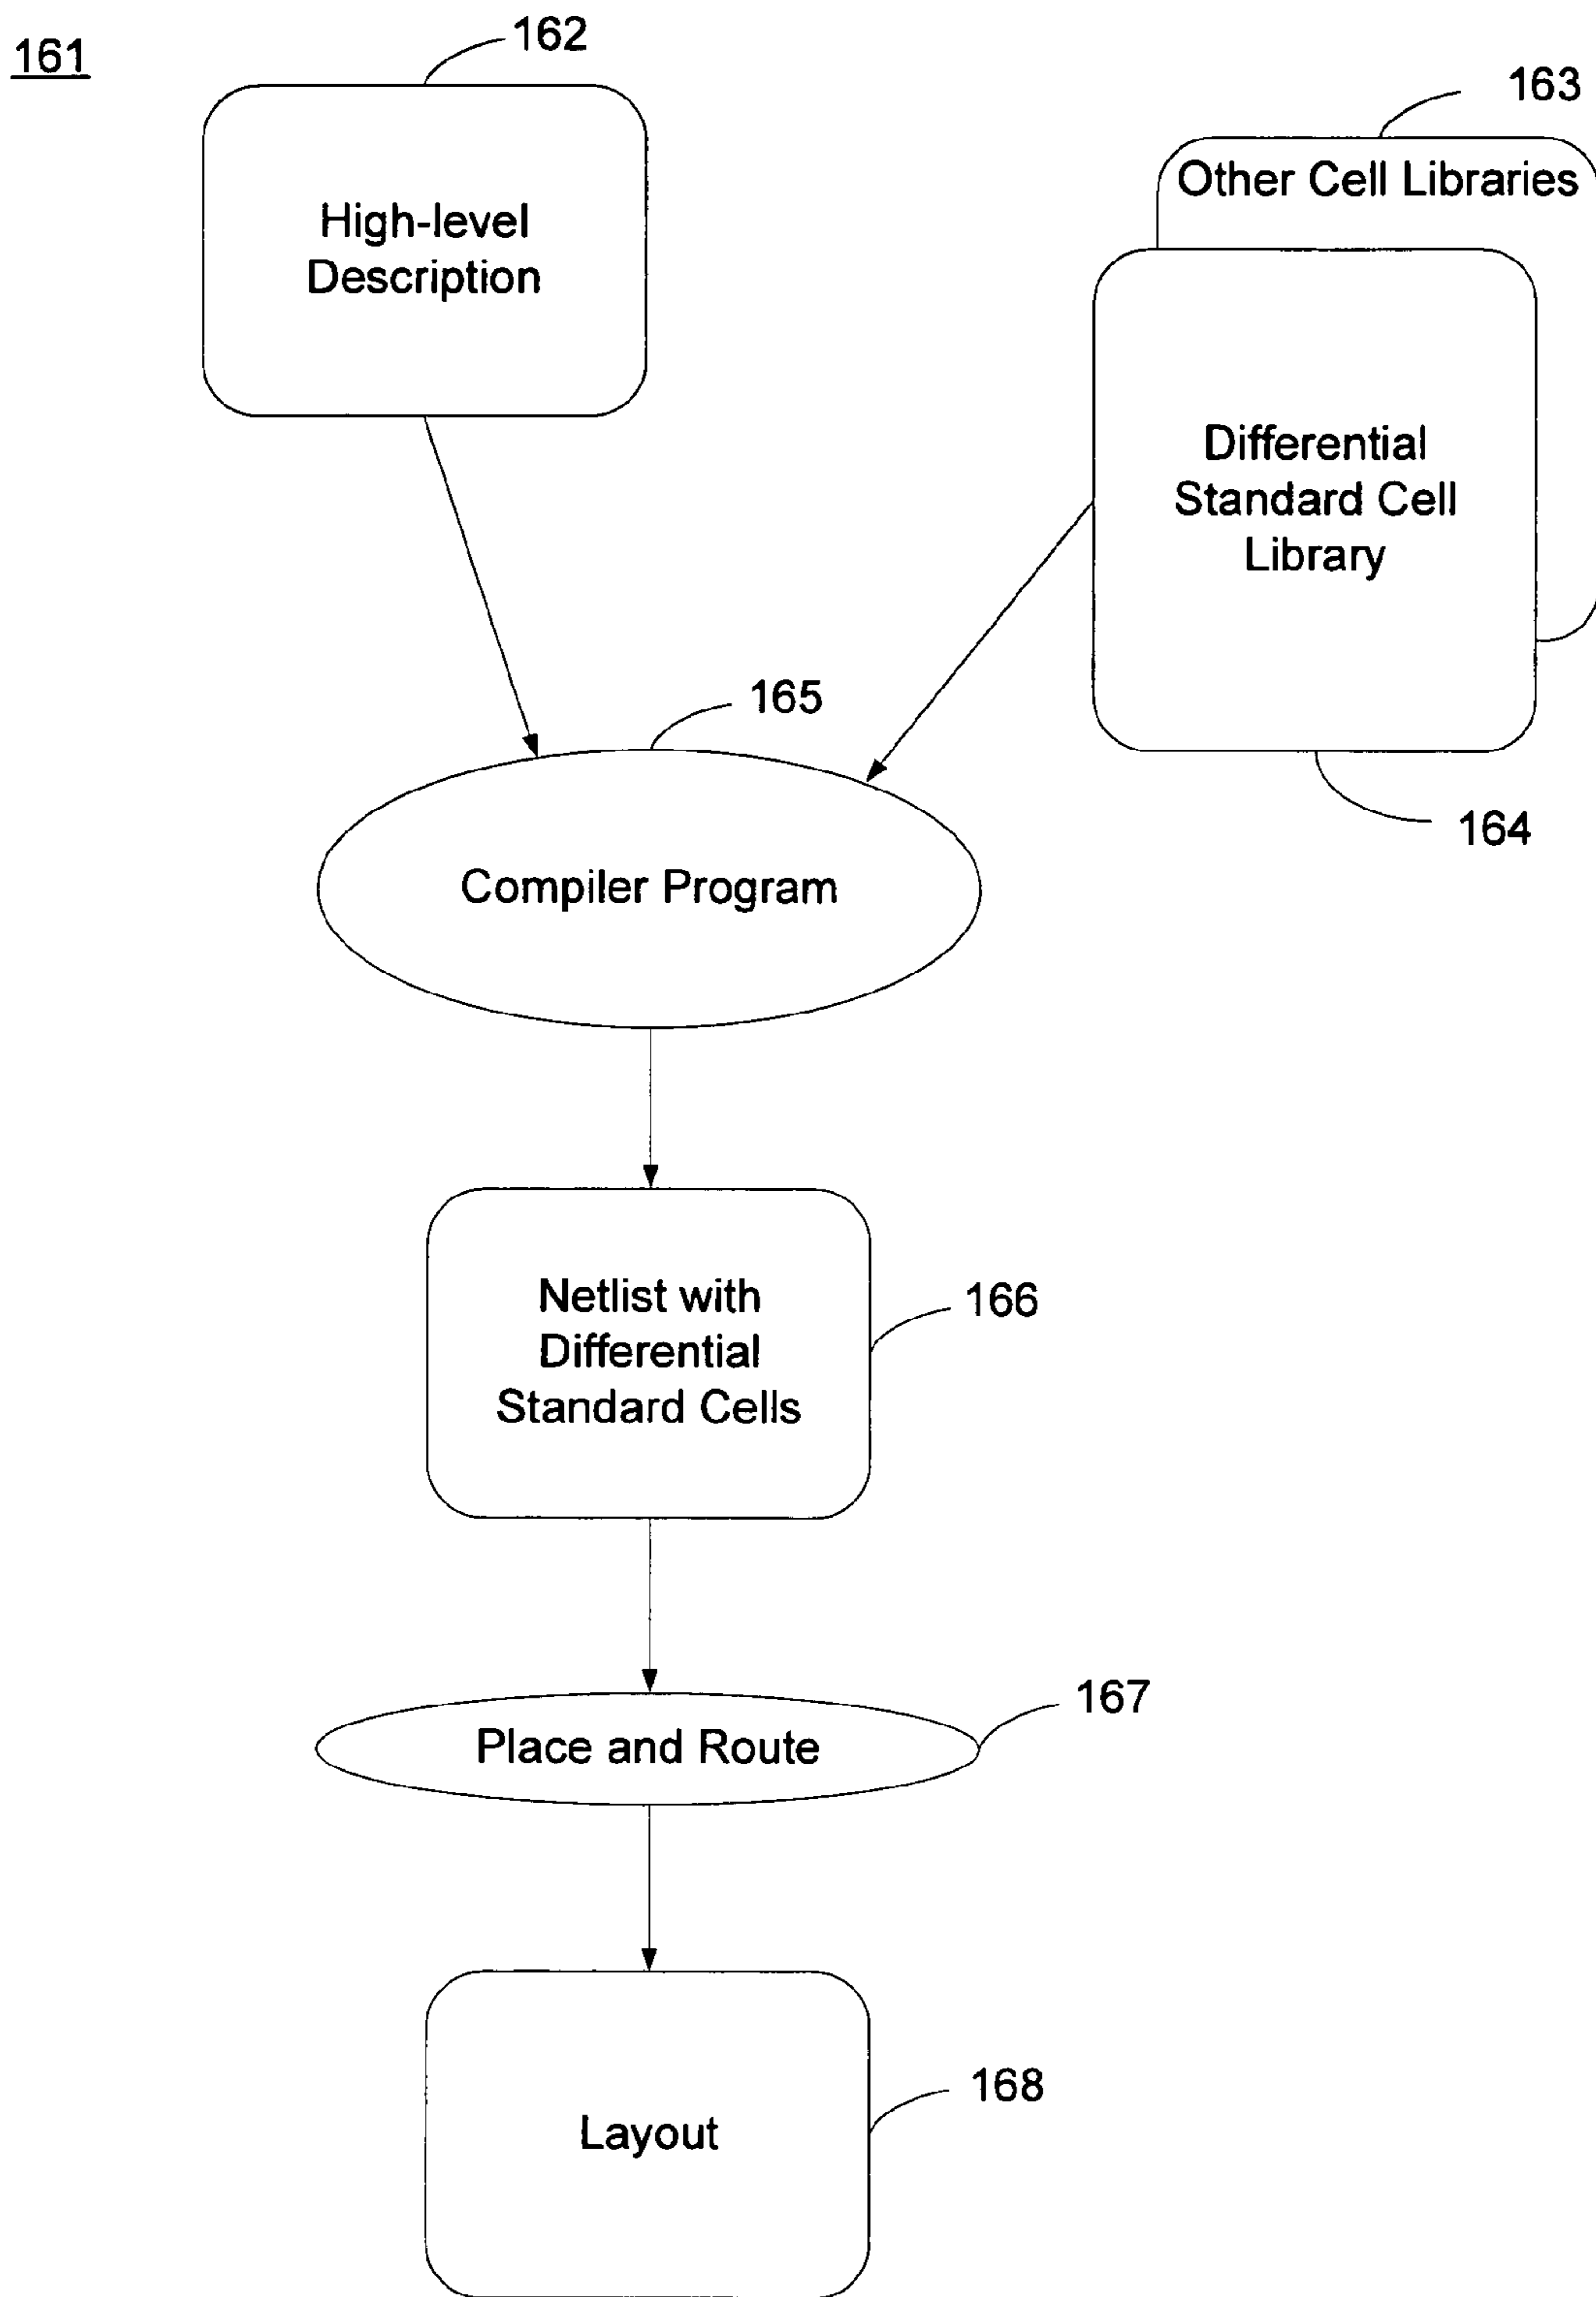 161
162
163
High-level
Description
Other Cell Libraries
Differential
Standard Cell
Library
165
164
Compiler Program
Netlist with
Differential
Standard Cells
166
167
Place and Route
168
Layout